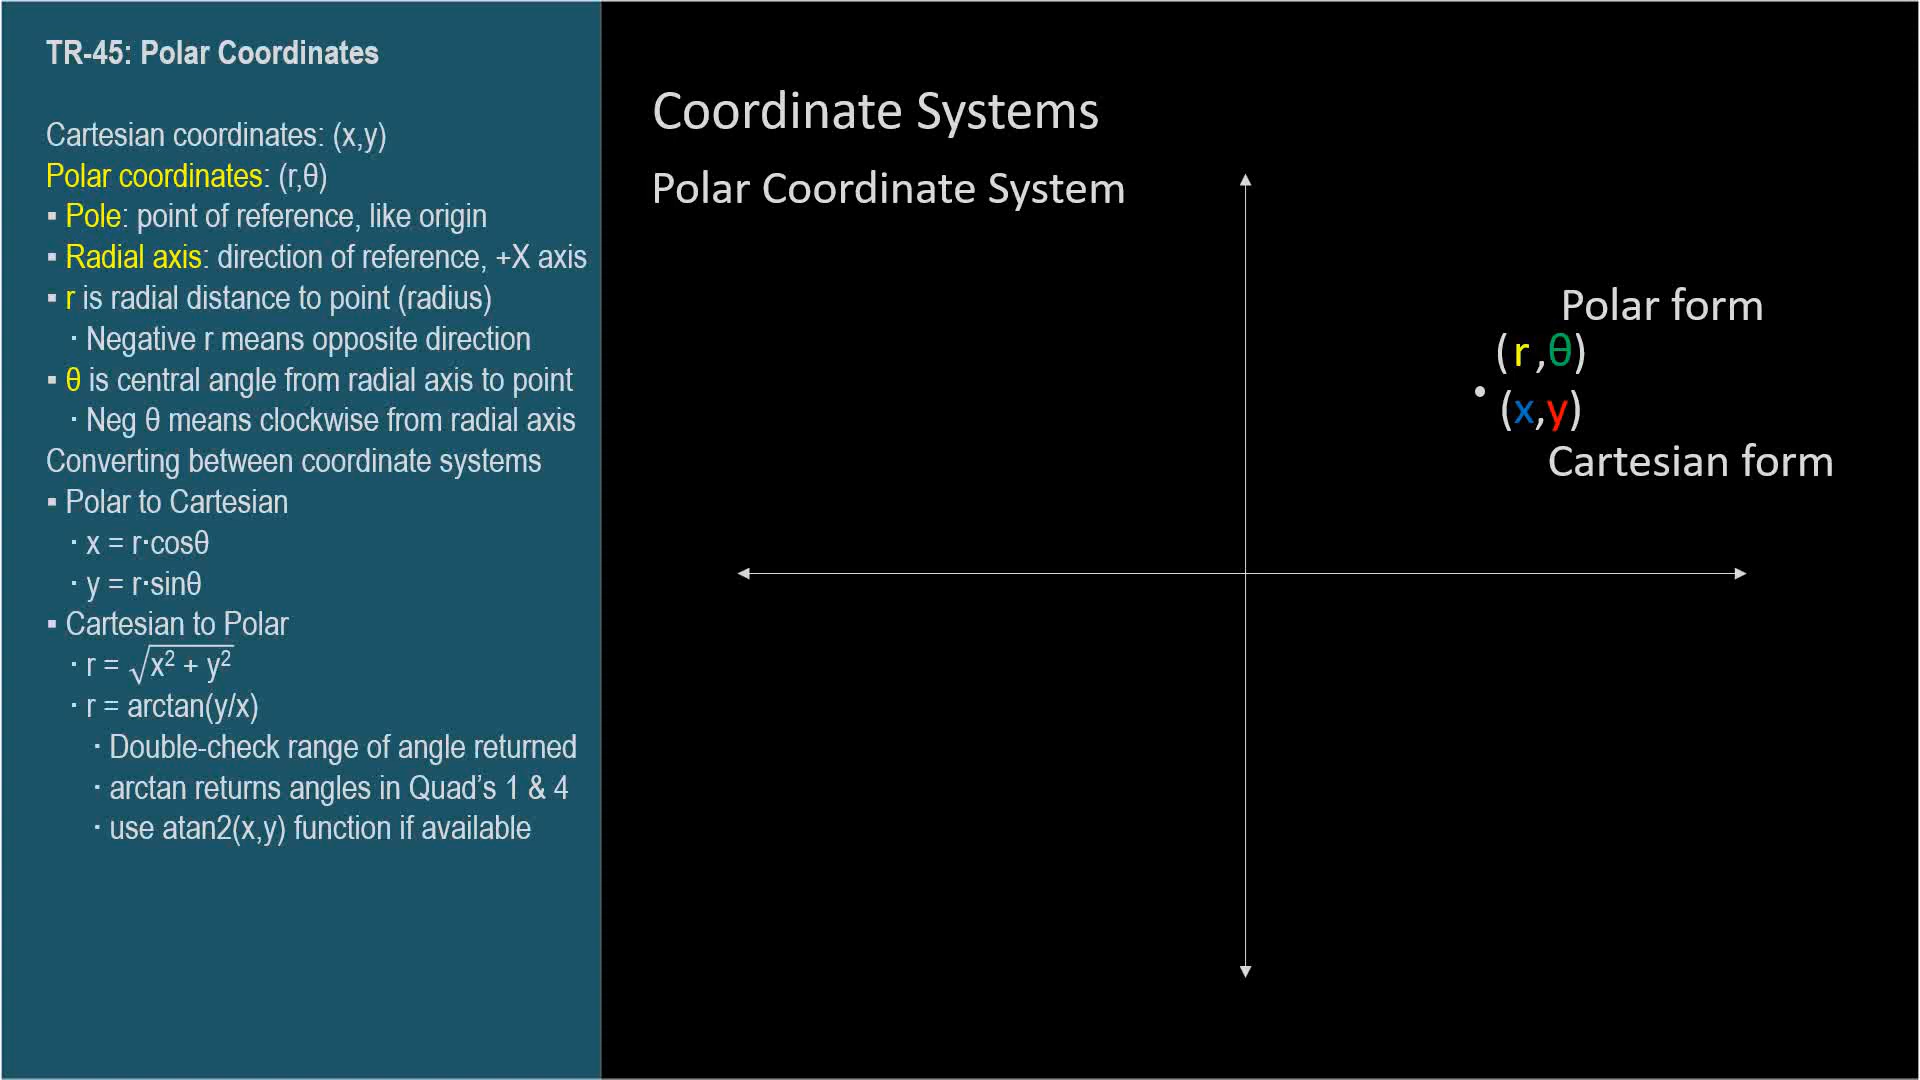 TR-45: Polar Coordinates
Cartesian coordinates: (x,y)
Polar coordinates: (r,θ)
▪ Pole: point of reference, like origin
▪ Radial axis: direction of reference, +X axis
▪ r is radial distance to point (radius)
· Negative r means opposite direction
▪ θ is central angle from radial axis to point
· Neg θ means clockwise from radial axis
Converting between coordinate systems
▪ Polar to Cartesian
· x = r·cosθ
· y = r·sinθ
▪ Cartesian to Polar
· r = √x² + y²
· r = arctan(y/x)
· Double-check range of angle returned
· arctan returns angles in Quad’s 1 & 4
· use atan2(x,y) function if available
Coordinate Systems
Polar Coordinate System
Polar form
(r,θ)
(x,y)
Cartesian form